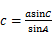 c = asinC / sinA